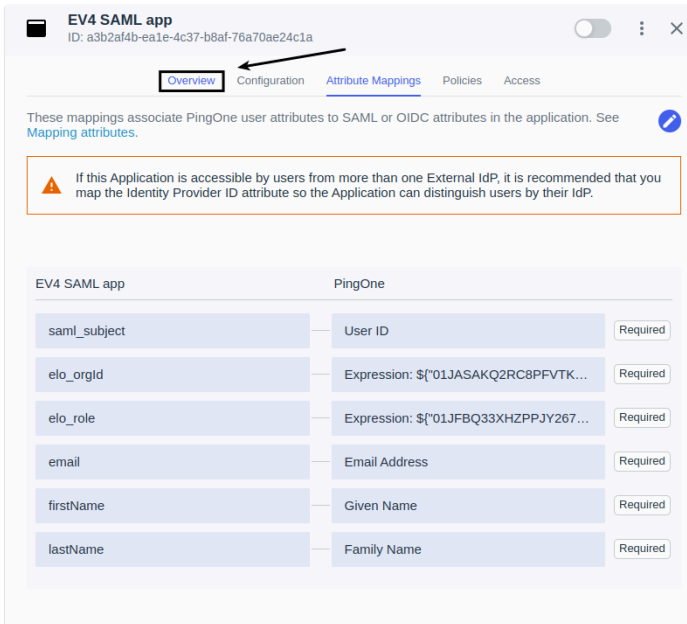 EV4 SAML app
ID: a3b2af4b-ea1e-4c37-b8af-76a70ae24c1a
Overview Configuration Attribute Mappings Policies Access
These mappings associate PingOne user attributes to SAML or OIDC attributes in the application. See
Mapping attributes.
If this Application is accessible by users from more than one External IdP, it is recommended that you
map the Identity Provider ID attribute so the Application can distinguish users by their IdP.
EV4 SAML app PingOne
saml_subject User ID Required
elo_orgId Expression: ${"01JASAKQ2RC8PFVTK... Required
elo_role Expression: ${"01JFBQ33XHZPPJY267... Required
email Email Address Required
firstName Given Name Required
lastName Family Name Required